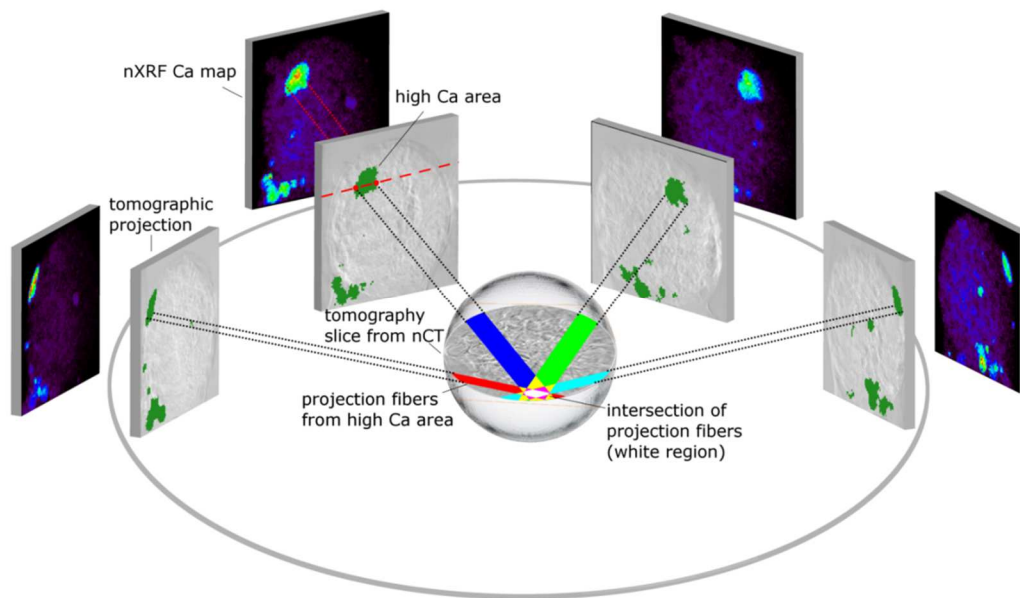 nXRF Ca map
high Ca area
tomographic
projection
tomography
slice from nCT
projection fibers
from high Ca area
intersection of
projection fibers
(white region)